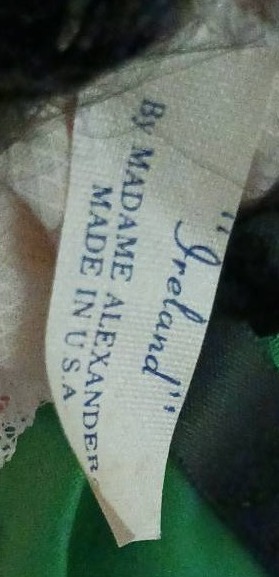 "Ireland"
By MADAME ALEXANDER
MADE IN U S A